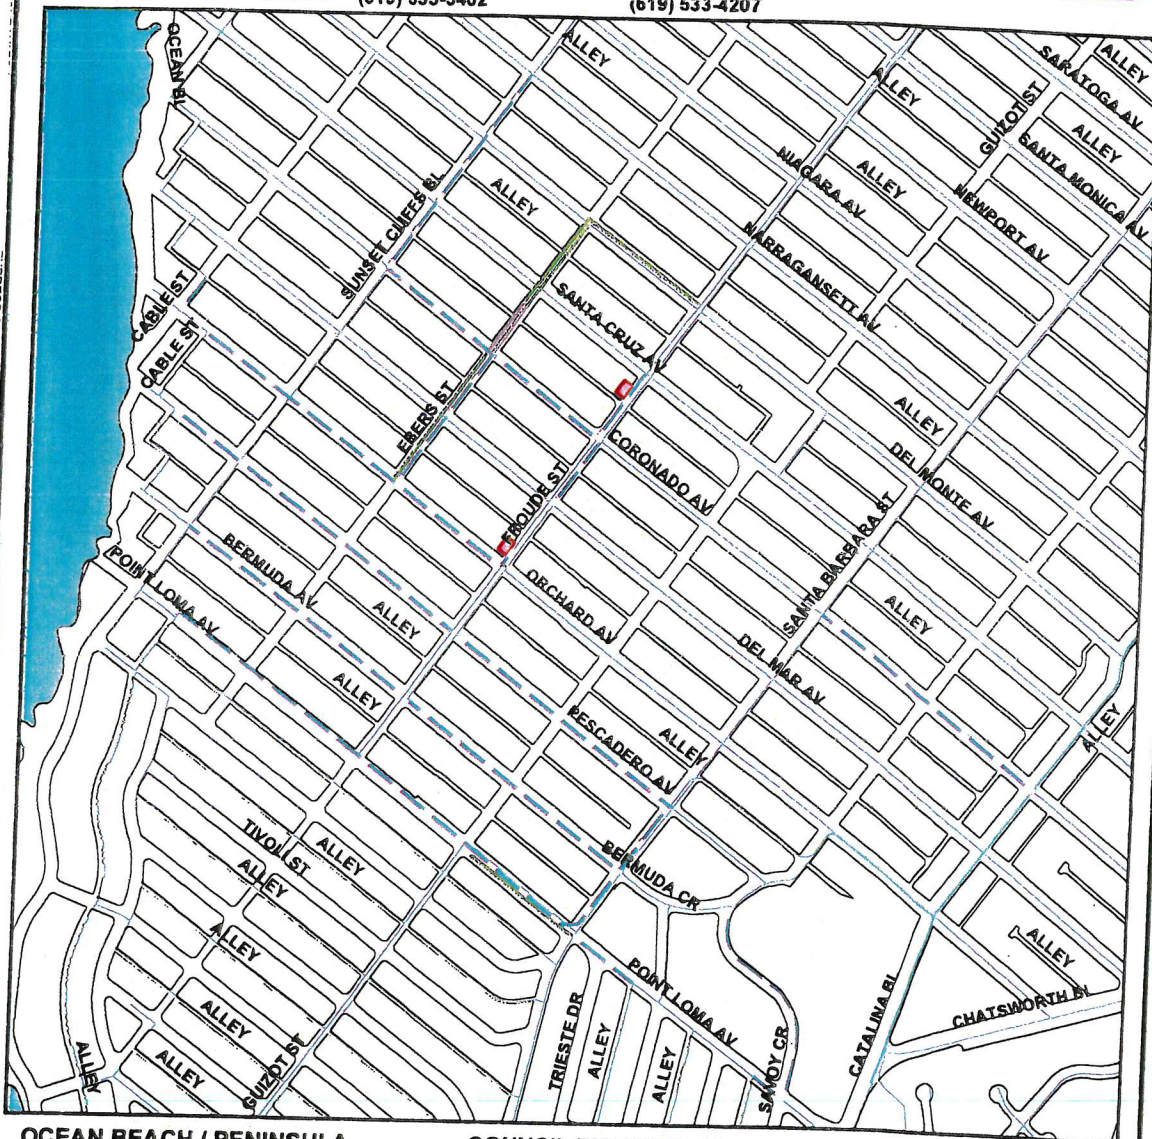 (619) 533-4207
OCEAN Bl
ALLEY
ALLEY
ALLEY
SARATOGA AV
GUIZOT ST
ALLEY
SANTA MONICA AV
NIAGARA AV
ALLEY
NEWPORT AV
SUNSET CLIFFS BL
ALLEY
NARRAGANSETT AV
CABLE ST
CABLE ST
SANTA CRUZ AV
EBERS ST
ALLEY
CORONADO AV
DEL MONTE AV
FROUDE ST
SANTA BARBARA ST
BERMUDA AV
POINT LOMA AV
ALLEY
ORCHARD AV
ALLEY
DEL MAR AV
ALLEY
PESCADERO AV
ALLEY
ALLEY
TIVOLI ST
ALLEY
ALLEY
BERMUDA CR
ALLEY
ALLEY
POINT LOMA AV
ALLEY
ALLEY
ALLEY
GUIZOT ST
TRIESTE DR
ALLEY
ALLEY
SAVOY CR
CATALINA BL
CHATSWORTH Bl
ALLEY
OCEAN BEACH / PENINSULA